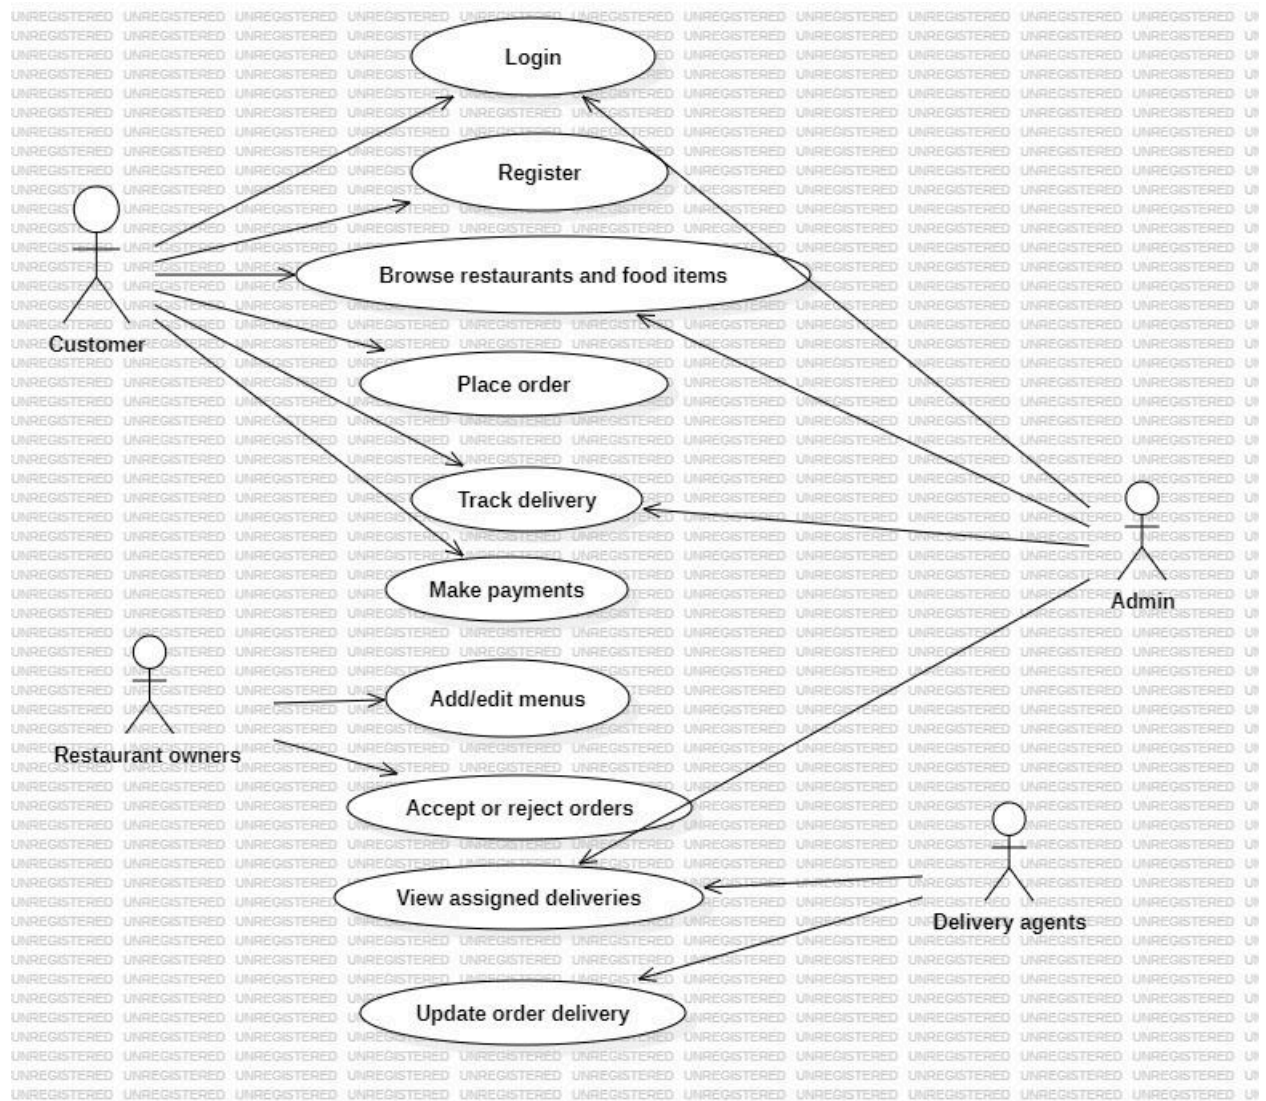 Login
Register
Browse restaurants and food items
Customer
Place order
Track delivery
Make payments
Admin
Add/edit menus
Restaurant owners
Accept or reject orders
View assigned deliveries
Delivery agents
Update order delivery
UNREGISTERED